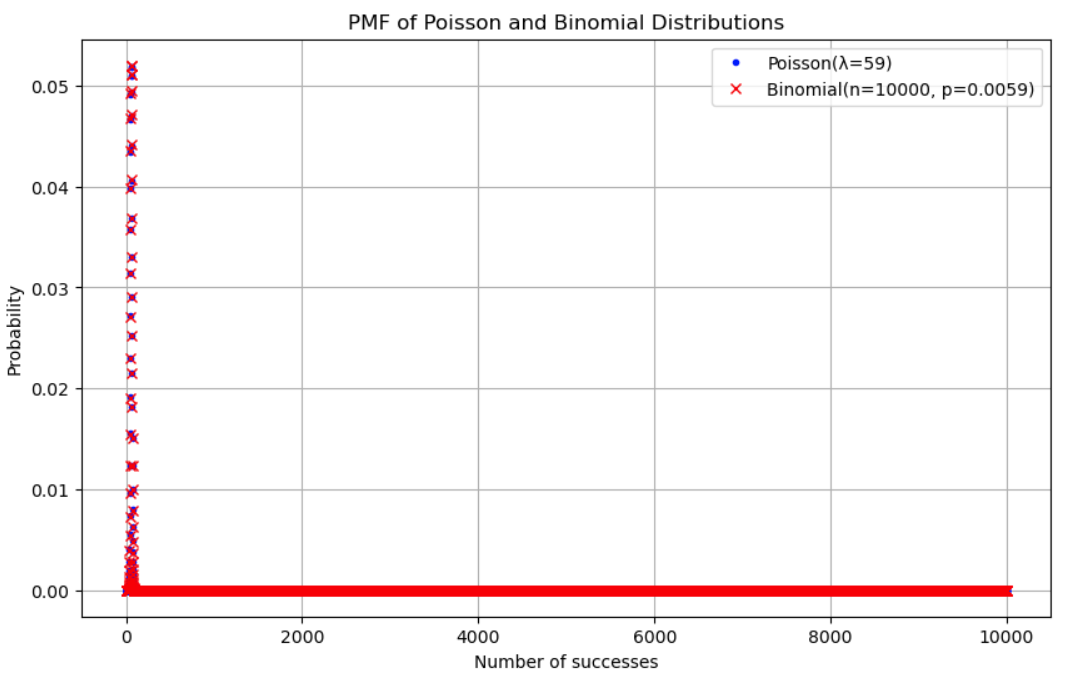 PMF of Poisson and Binomial Distributions
Poisson(λ=59)
Binomial(n=10000, p=0.0059)
0.05
0.04
0.03
0.02
0.01
0.00
Probability
0
2000
4000
6000
8000
10000
Number of successes